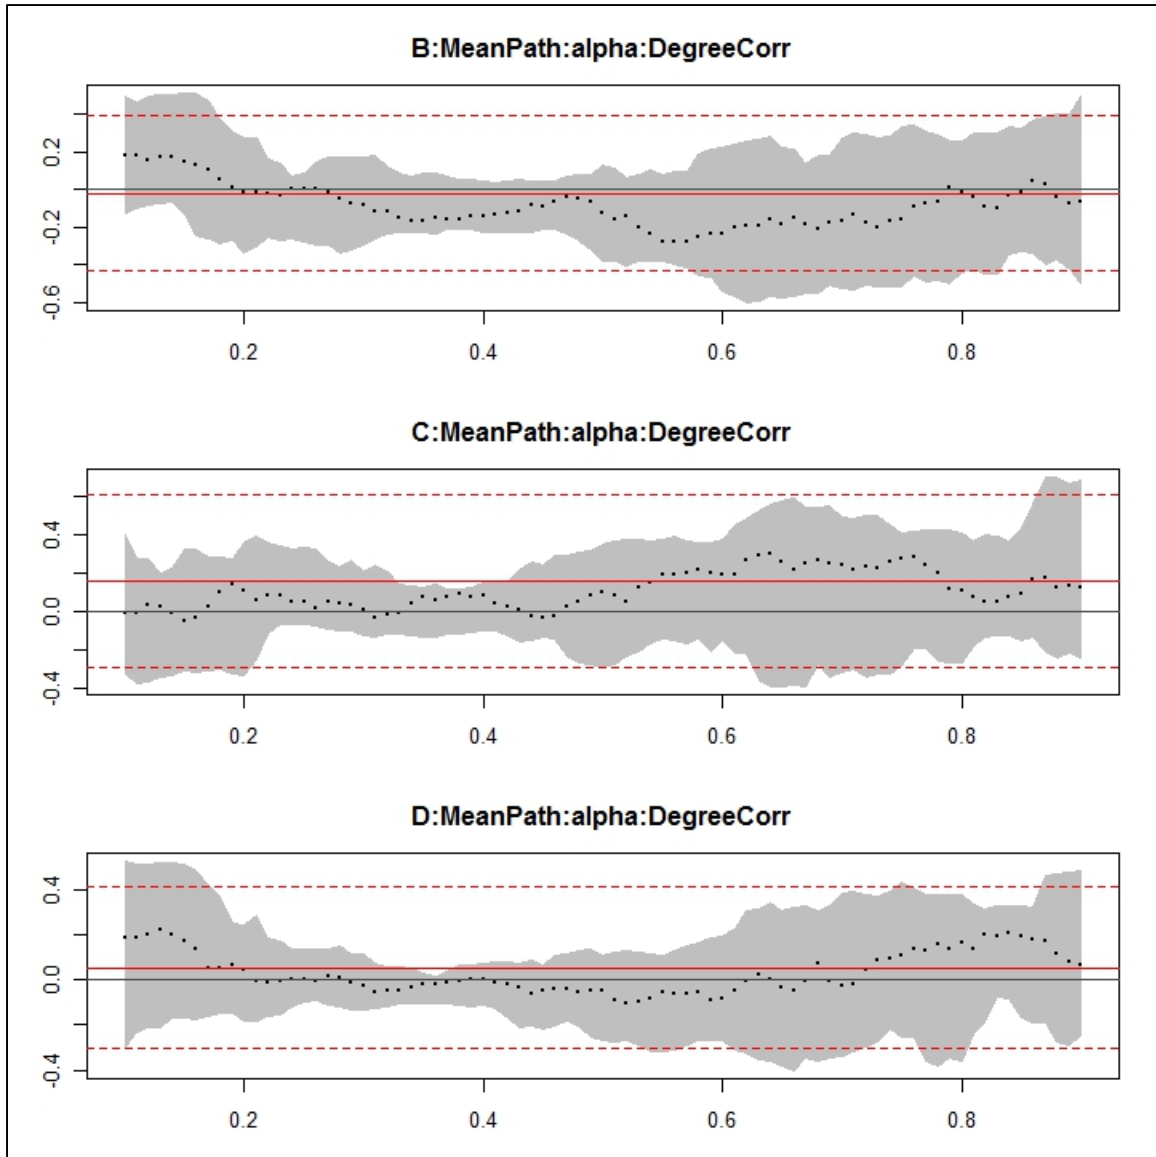 B:MeanPath:alpha:DegreeCorr
0.2
-0.2
-0.6
0.2 0.4 0.6 0.8
C:MeanPath:alpha:DegreeCorr
0.4
0.0
-0.4
0.2 0.4 0.6 0.8
D:MeanPath:alpha:DegreeCorr
0.4
0.0
-0.4
0.2 0.4 0.6 0.8